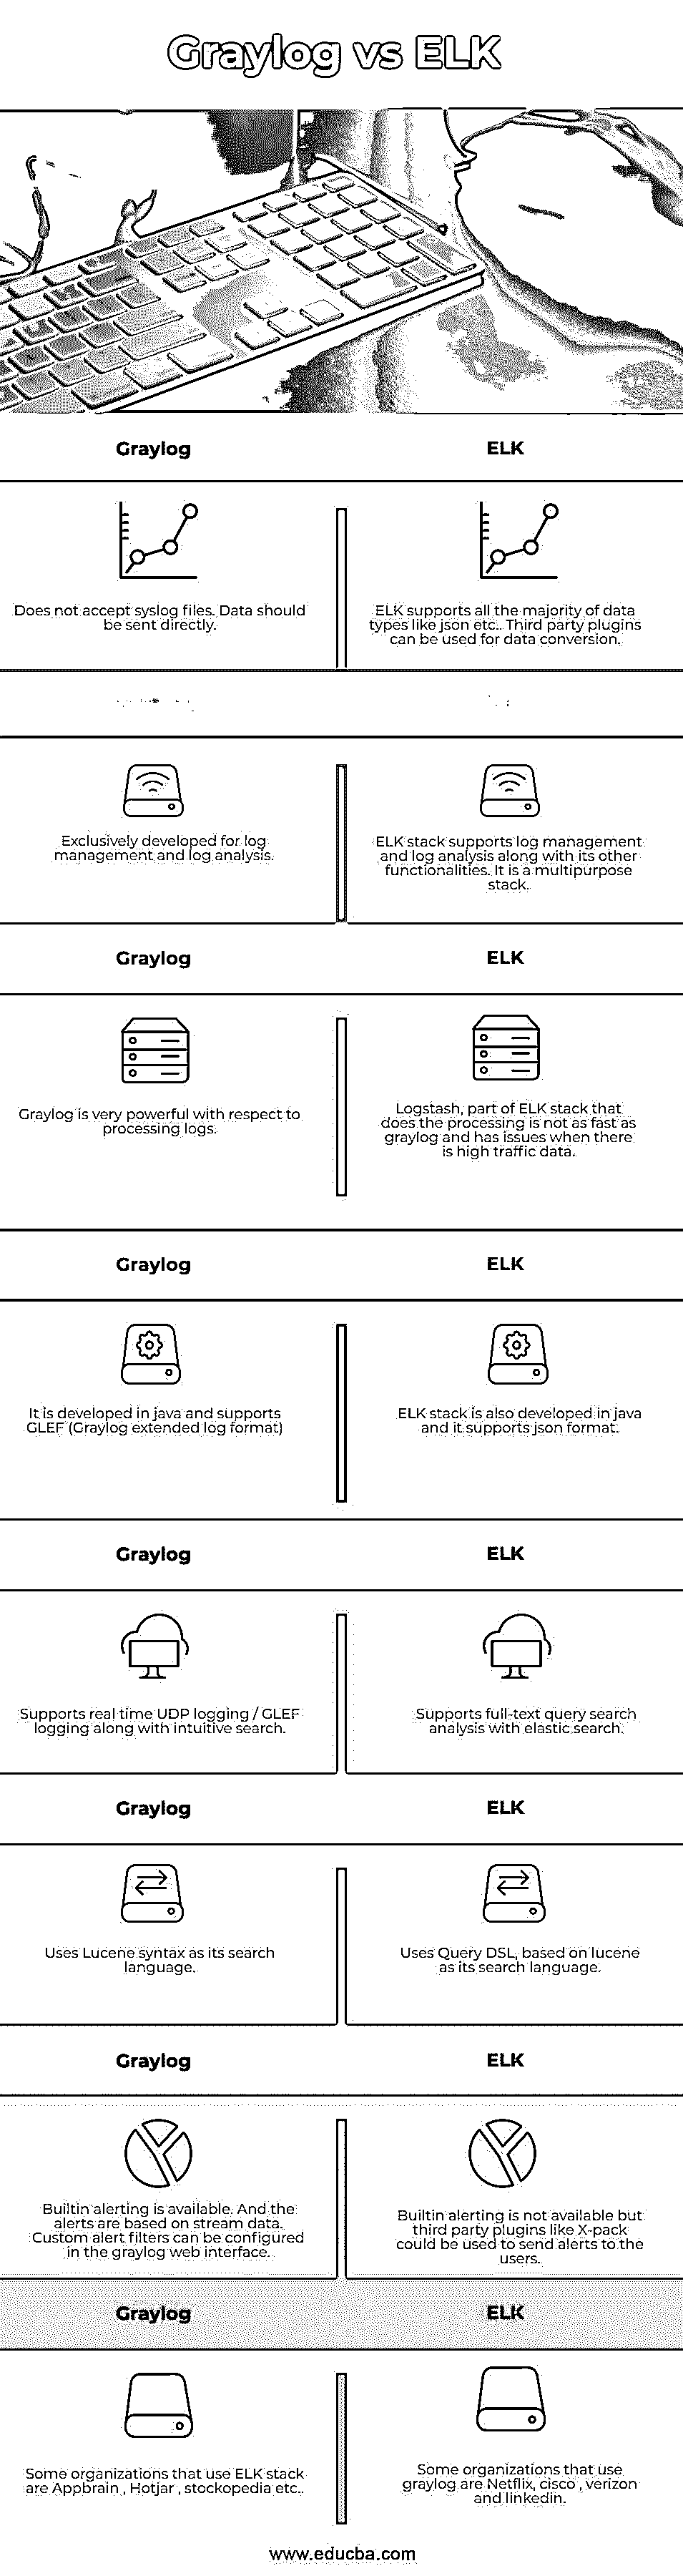 Graylog vs ELK
Graylog
ELK
Does not accept syslog files. Data should
be sent directly.
ELK supports all the majority of data
types like json etc.. Third party plugins
can be used for data conversion.
Exclusively developed for log
management and log analysis.
ELK stack supports log management
and log analysis along with its other
functionalities. It is a multipurpose
stack.
Graylog
ELK
Graylog is very powerful with respect to
processing logs.
Logstash, part of ELK stack that
does the processing is not as fast as
graylog and has issues when there
is high traffic data.
Graylog
ELK
It is developed in java and supports
GLEF (Graylog extended log format)
ELK stack is also developed in java
and it supports json format.
Graylog
ELK
Supports real time UDP logging / GLEF
logging along with intuitive search.
Supports full-text query search
analysis with elastic search.
Graylog
ELK
Uses Lucene syntax as its search
language.
Uses Query DSL, based on lucene
as its search language.
Graylog
ELK
Builtin alerting is available. And the
alerts are based on stream data.
Custom alert filters can be configured
in the graylog web interface.
Builtin alerting is not available but
third party plugins like X-pack
could be used to send alerts to the
users.
Graylog
ELK
Some organizations that use ELK stack
are Appbrain , Hotjar , stockopedia etc..
Some organizations that use
graylog are Netflix, cisco , verizon
and linkedin.
www.educba.com